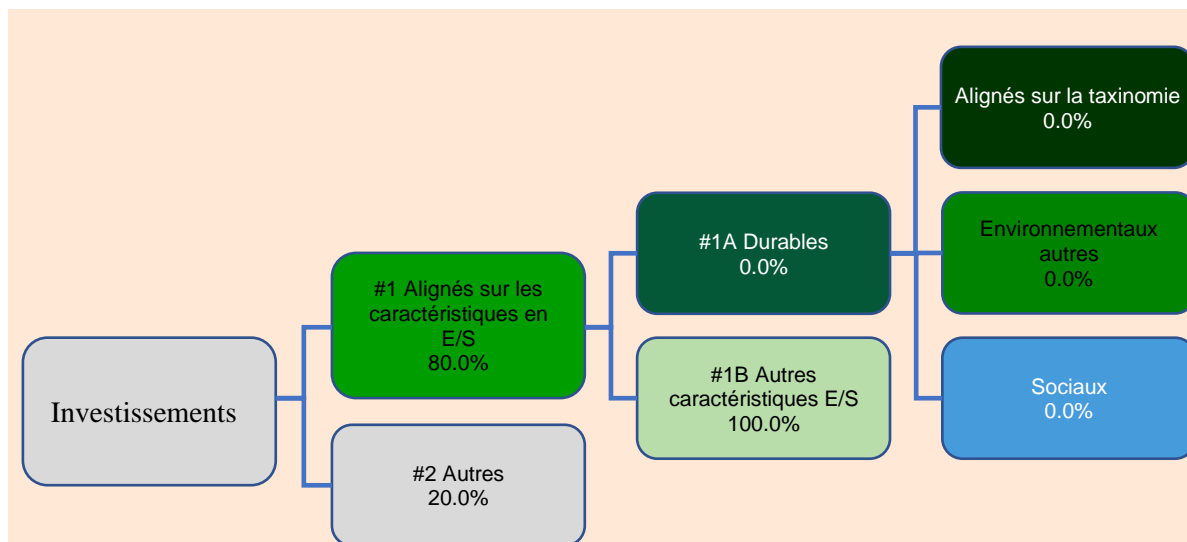 Investissements
#1 Alignés sur les
caractéristiques en
E/S
80.0%
#2 Autres
20.0%
#1A Durables
0.0%
#1B Autres
caractéristiques E/S
100.0%
Alignés sur la taxinomie
0.0%
Environnementaux
autres
0.0%
Sociaux
0.0%